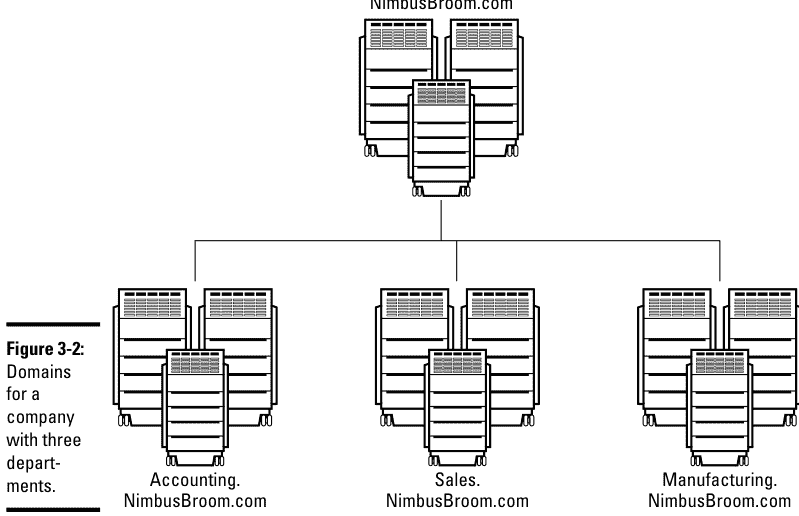 NimbusBroom.com
Figure 3-2:
Domains
for a
company
with three
depart-
ments.
Accounting.
NimbusBroom.com
Sales.
NimbusBroom.com
Manufacturing.
NimbusBroom.com